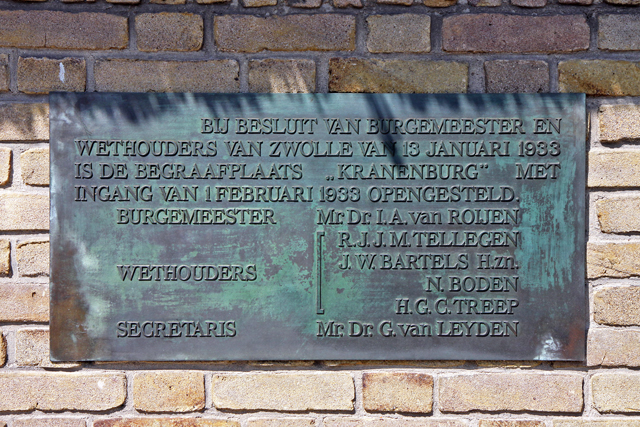 BIJ BESLUIT VAN BURGEMEESTER EN
WETHOUDERS VAN ZWOLLE VAN 13 JANUARI 1933
IS DE BEGRAAFPLAATS „KRANENBURG" MET
INGANG VAN 1 FEBRUARI 1933 OPENGESTELD.
BURGEMEESTER Mr. Dr. I. A. van ROIJEN
R. J. J. M. TELLEGEN
J. W. BARTELS H.zn.
WETHOUDERS
N. BODEN
H. G. C. TREEP
SECRETARIS Mr. Dr. G. van LEYDEN